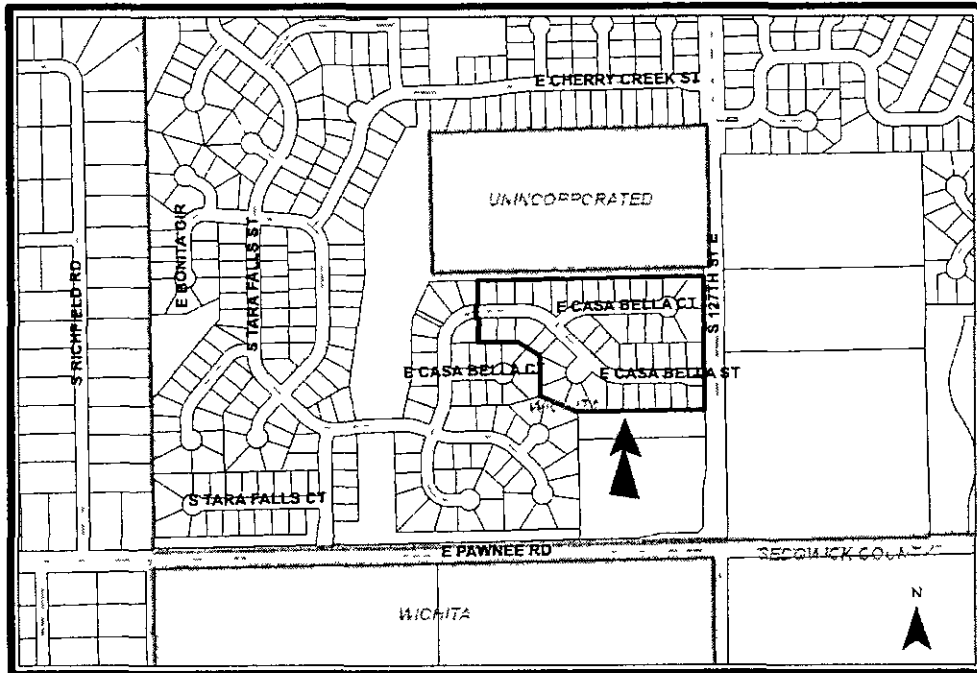 E CHERRY CREEK ST
UNINCORPORATED
S RICHFIELD RD
E BONITA CIR
S TARA FALLS ST
S 127TH ST E
E CASA BELLA CT
E CASA BELLA CT
E CASA BELLA ST
S TARA FALLS CT
E PAWNEE RD
SEDGWICK COUNTY
WICHITA
N